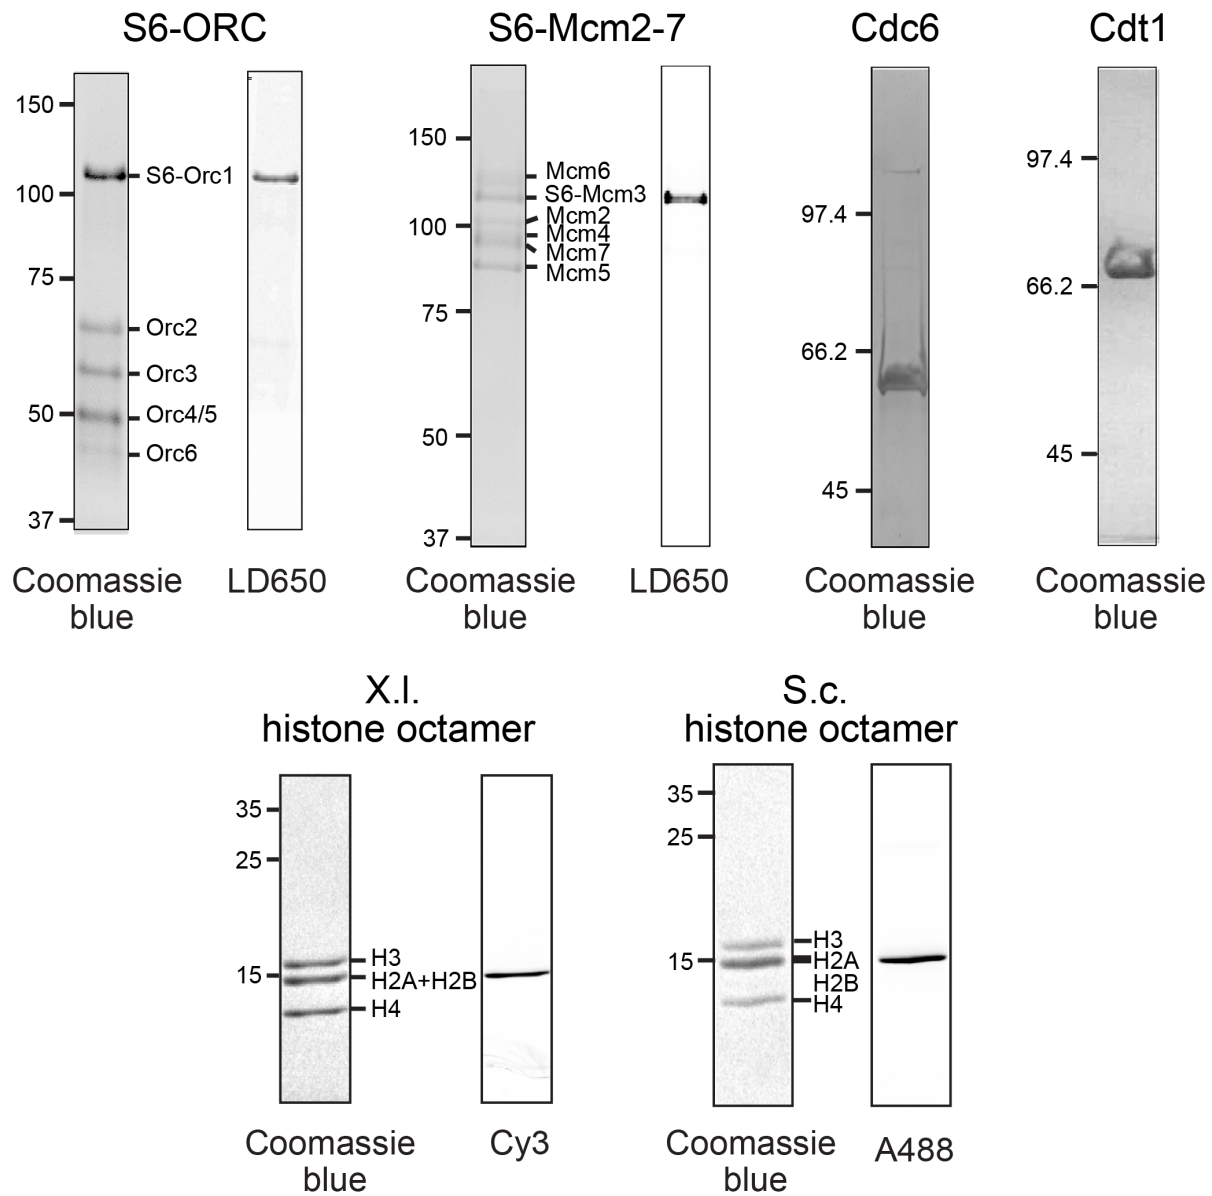 S6-ORC
150
100
75
50
37
S6-Orc1
Orc2
Orc3
Orc4/5
Orc6
Coomassie
blue
LD650
S6-Mcm2-7
150
100
75
50
37
Mcm6
S6-Mcm3
Mcm2
Mcm4
Mcm7
Mcm5
Coomassie
blue
LD650
Cdc6
97.4
66.2
45
Coomassie
blue
Cdt1
97.4
66.2
45
Coomassie
blue
X.l.
histone octamer
35
25
15
H3
H2A+H2B
H4
Coomassie
blue
Cy3
S.c.
histone octamer
35
25
15
H3
H2A
H2B
H4
Coomassie
blue
A488